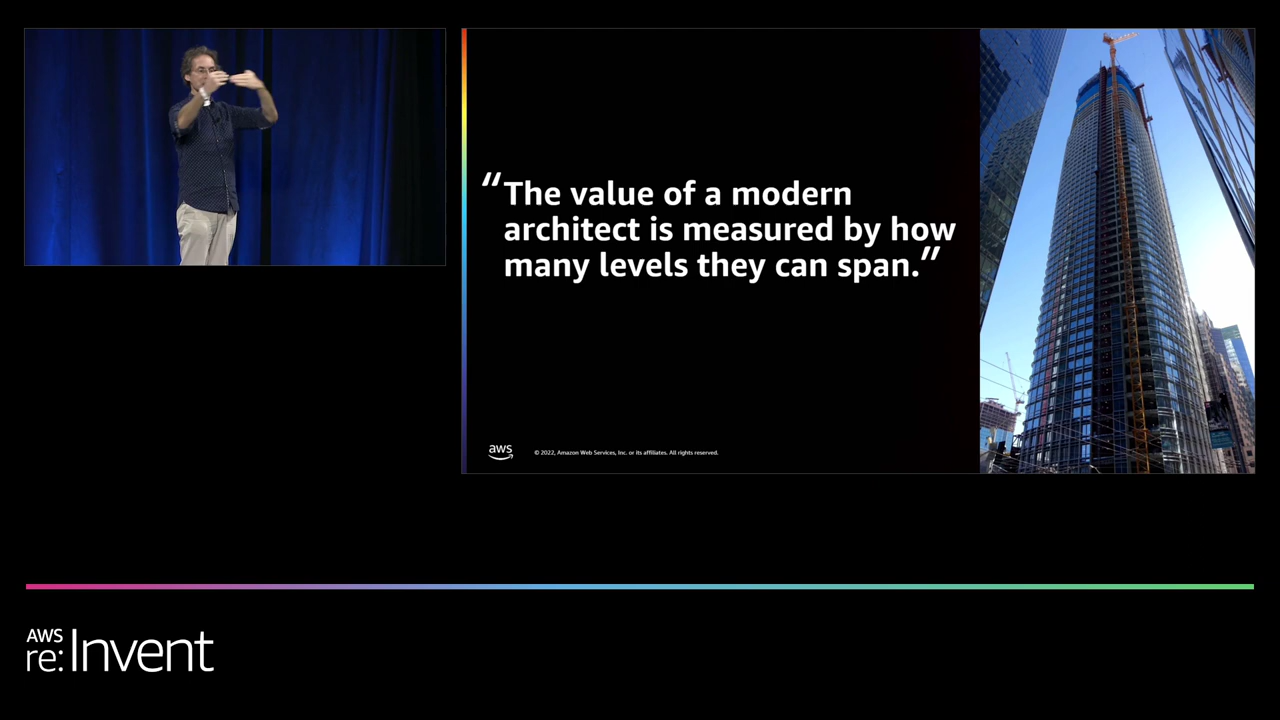 “The value of a modern
architect is measured by how
many levels they can span.”
aws
© 2022, Amazon Web Services, Inc. or its affiliates. All rights reserved.
AWS
re:Invent